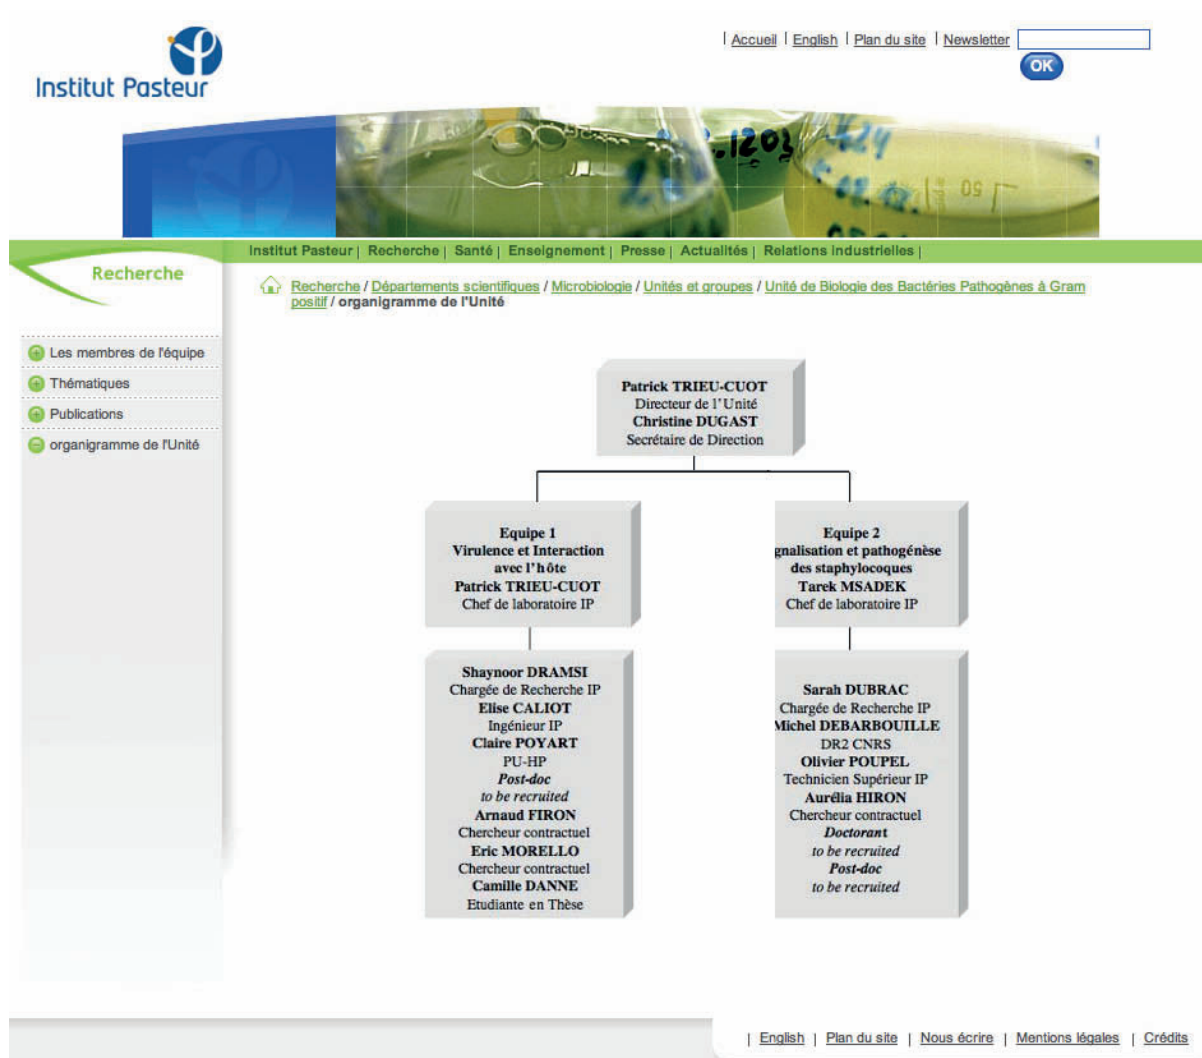 Accueil | English | Plan du site | Newsletter
OK
Institut Pasteur
.1203
50
Institut Pasteur | Recherche | Santé | Enseignement | Presse | Actualités | Relations industrielles |
Recherche
Recherche / Départements scientifiques / Microbiologie / Unités et groupes / Unité de Biologie des Bactéries Pathogènes à Gram
positif / organigramme de l'Unité
Les membres de l'équipe
Thématiques
Publications
organigramme de l'Unité
Patrick TRIEU-CUOT
Directeur de l'Unité
Christine DUGAST
Secrétaire de Direction
Equipe 1
Virulence et Interaction
avec l'hôte
Patrick TRIEU-CUOT
Chef de laboratoire IP
Equipe 2
gnalisation et pathogénèse
des staphylocoques
Tarek MSADEK
Chef de laboratoire IP
Shaynoor DRAMSI
Chargée de Recherche IP
Elise CALIOT
Ingénieur IP
Claire POYART
PU-HP
Post-doc
to be recruited
Arnaud FIRON
Chercheur contractuel
Eric MORELLO
Chercheur contractuel
Camille DANNE
Etudiante en Thèse
Sarah DUBRAC
Chargée de Recherche IP
Michel DEBARBOUILLE
DR2 CNRS
Olivier POUPEL
Technicien Supérieur IP
Aurélia HIRON
Chercheur contractuel
Doctorant
to be recruited
Post-doc
to be recruited
| English | Plan du site | Nous écrire | Mentions légales | Crédits